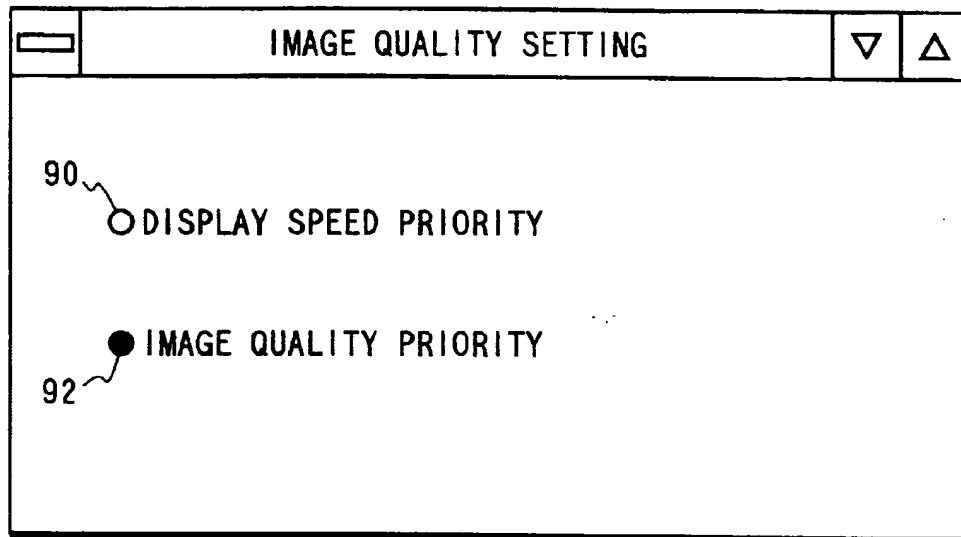 IMAGE QUALITY SETTING
90
DISPLAY SPEED PRIORITY
IMAGE QUALITY PRIORITY
92